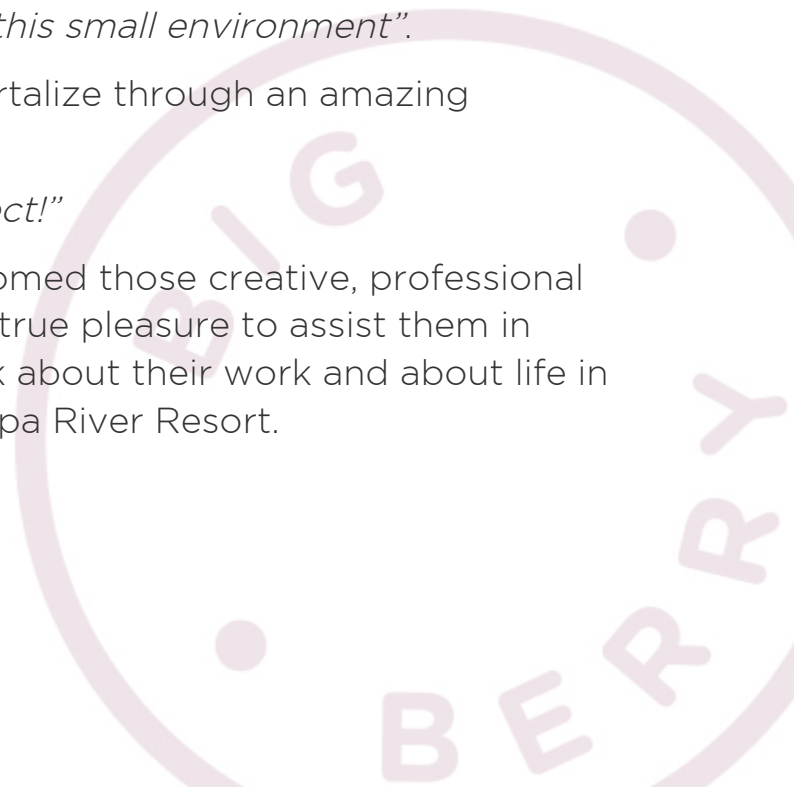 this small environment”.
rtalize through an amazing
ct!”
omed those creative, professional
true pleasure to assist them in
k about their work and about life in
pa River Resort.
BIG
BERRY